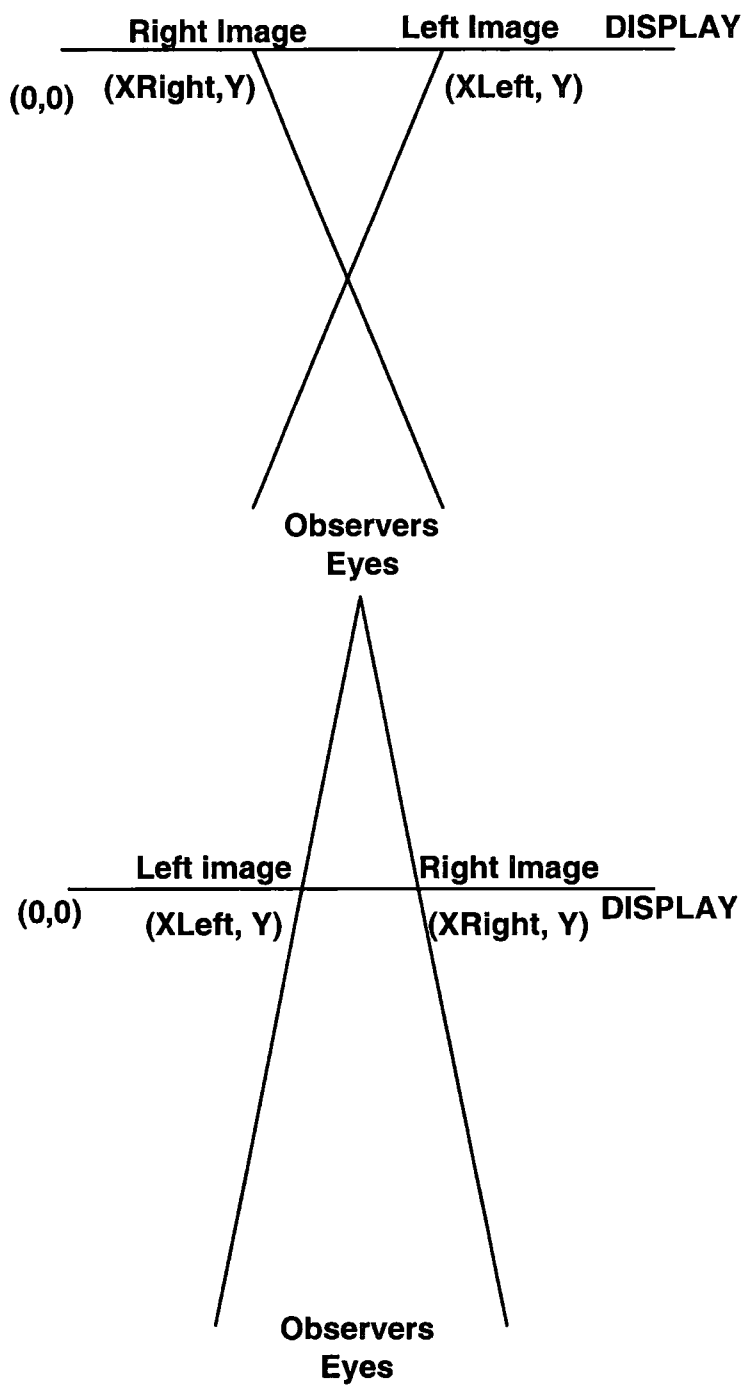 Right Image Left Image DISPLAY
(0,0) (XRight,Y) (XLeft, Y)
Observers
Eyes
Left image Right Image
(0,0) (XLeft, Y) (XRight, Y) DISPLAY
Observers
Eyes